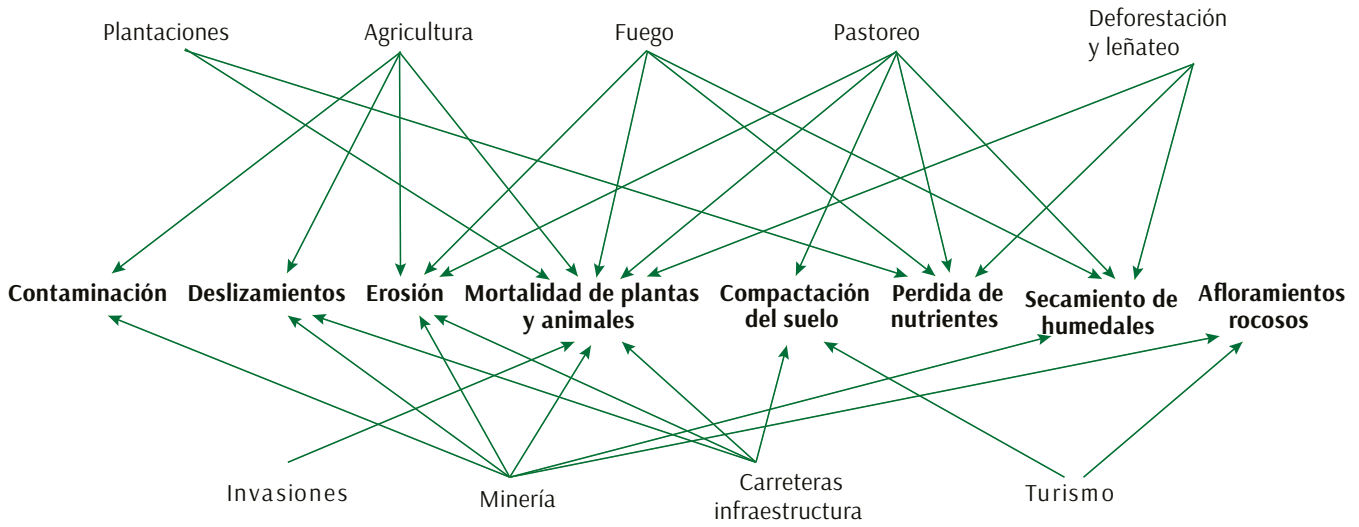 Plantaciones
Agricultura
Fuego
Pastoreo
Deforestación
y leñateo
Contaminación
Deslizamientos
Erosión
Mortalidad de plantas
y animales
Compactación
del suelo
Perdida de
nutrientes
Secamiento de
humedales
Afloramientos
rocosos
Invasiones
Minería
Carreteras
infraestructura
Turismo